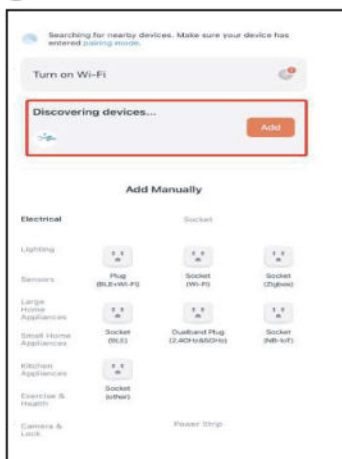 Searching for nearby devices. Make sure your device has
entered pairing mode.
Turn on Wi-Fi
Discovering devices...
Add
Add Manually
Electrical
Socket
Lighting
Plug
(BLE+Wi-Fi)
Socket
(Wi-Fi)
Socket
(Zigbee)
Sensors
Large
Home
Appliances
Socket
(BLE)
Dualband Plug
(2.4GHz&5GHz)
Socket
(NB-IoT)
Small Home
Appliances
Kitchen
Appliances
Socket
(other)
Exercise &
Health
Camera &
Lock
Power Strip